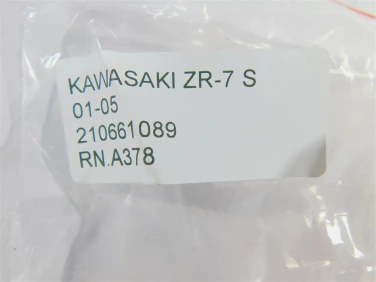 KAWASAKI ZR-7 S
01-05
210661089
RN.A378